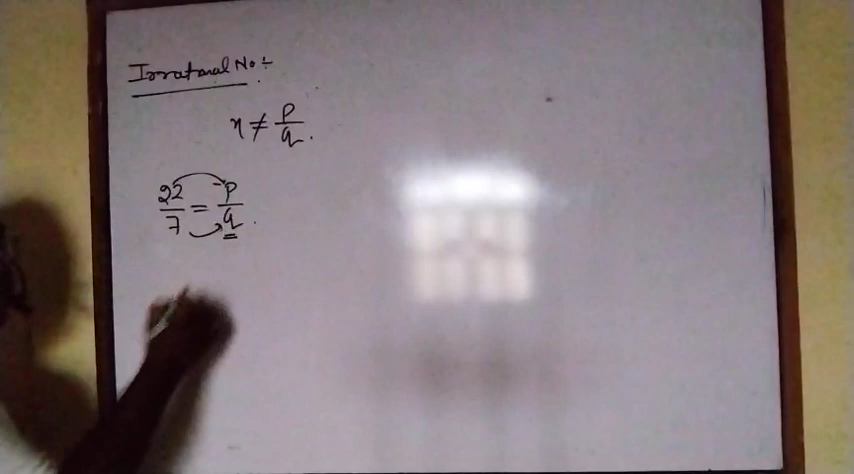 Irrational No :-
n ≠ p/q.
22/7 = p/q.